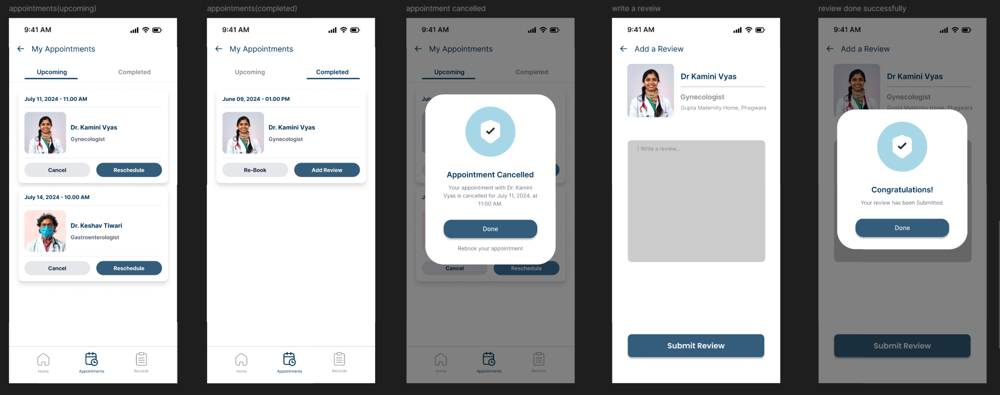 appointments(upcoming)
9:41 AM
My Appointments
Upcoming
Completed
July 11, 2024 - 11.00 AM
Dr. Kamini Vyas
Gynecologist
Cancel
Reschedule
July 14, 2024 - 10.00 AM
Dr. Keshav Tiwari
Gastroenterologist
Cancel
Reschedule
Home
Appointments
Records
appointments(completed)
9:41 AM
My Appointments
Upcoming
Completed
June 09, 2024 - 01.00 PM
Dr. Kamini Vyas
Gynecologist
Re-Book
Add Review
Home
Appointments
Records
appointment cancelled
9:41 AM
My Appointments
Upcoming
Completed
July
Appointment Cancelled
Your appointment with Dr. Kamini
Vyas is cancelled for July 11, 2024, at
11:00 AM.
Done
Rebook your appointment
Cancel
Reschedule
Home
Appointments
Records
write a reveiw
9:41 AM
Add a Review
Dr Kamini Vyas
Gynecologist
Gupta Maternity Home, Phagwara
Write a review...
Submit Review
review done successfully
9:41 AM
Add a Review
Dr Kamini Vyas
Gynecologist
Gupta Maternity Home, Phagwara
Congratulations!
Your review has been Submitted.
Done
Submit Review